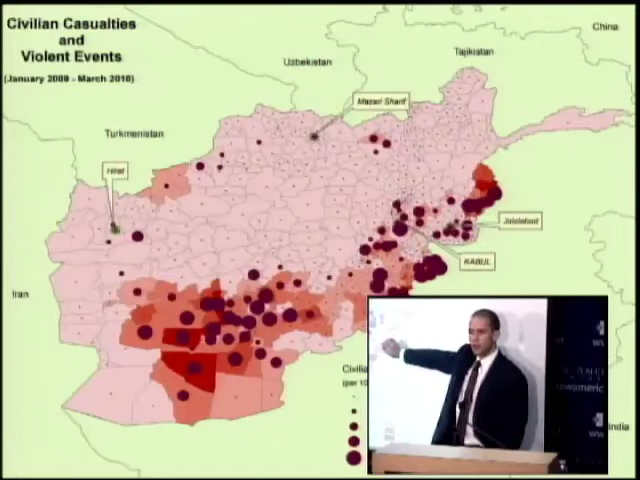 Civilian Casualties
and
Violent Events
(January 2009 - March 2010)
China
Tajikistan
Uzbekistan
Mazari Sharif
Turkmenistan
Hirat
Jalalabad
KABUL
Iran
India